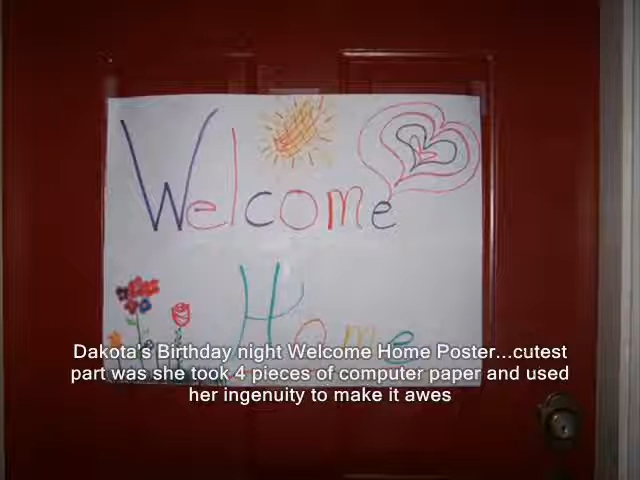 Welcome
Home
Dakota's Birthday night Welcome Home Poster...cutest
part was she took 4 pieces of computer paper and used
her ingenuity to make it awes